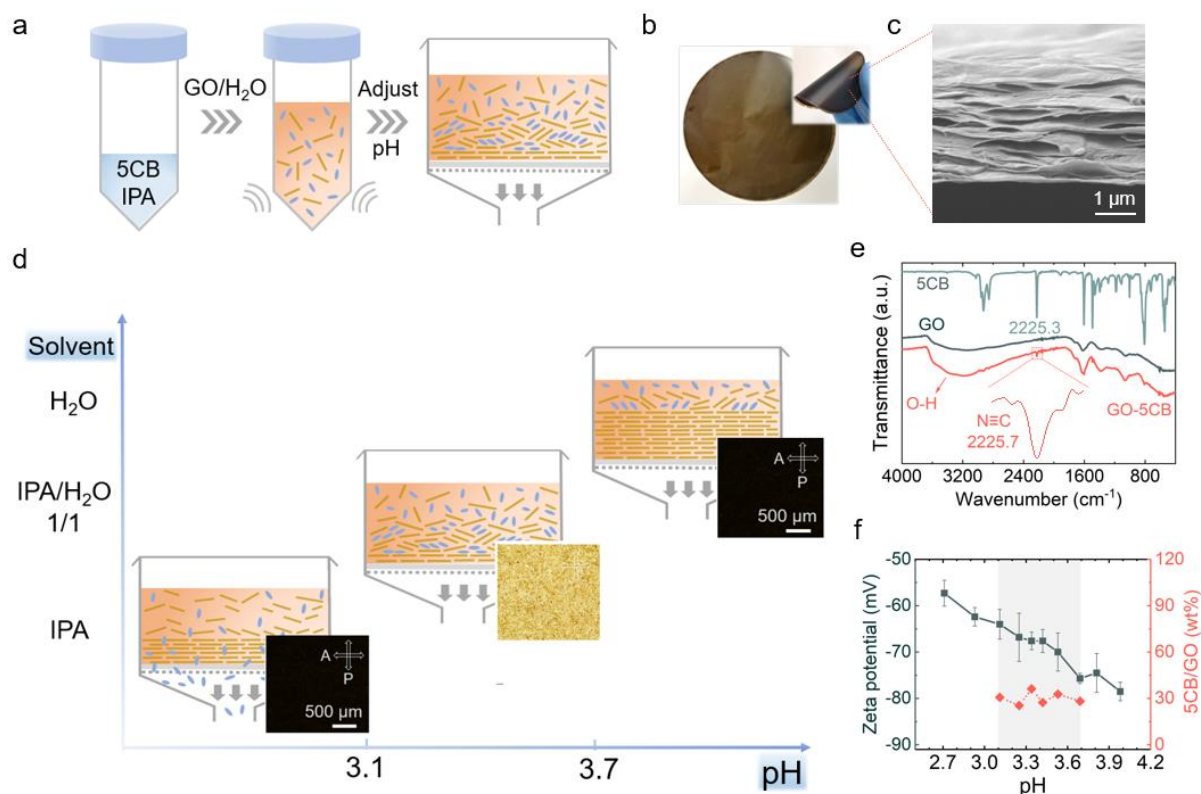 a
GO/H₂O
Adjust
pH
5CB
IPA
b
c
1 µm
d
Solvent
H₂O
IPA/H₂O
1/1
IPA
A
P
500 µm
A
P
500 µm
3.1
3.7
pH
e
Transmittance (a.u.)
5CB
2225.3
GO
O-H
N≡C
2225.7
GO-5CB
4000 3200 2400 1600 800
Wavenumber (cm⁻¹)
f
Zeta potential (mV)
-50
-60
-70
-80
-90
120
90
60
30
0
5CB/GO (wt%)
2.7 3.0 3.3 3.6 3.9 4.2
pH